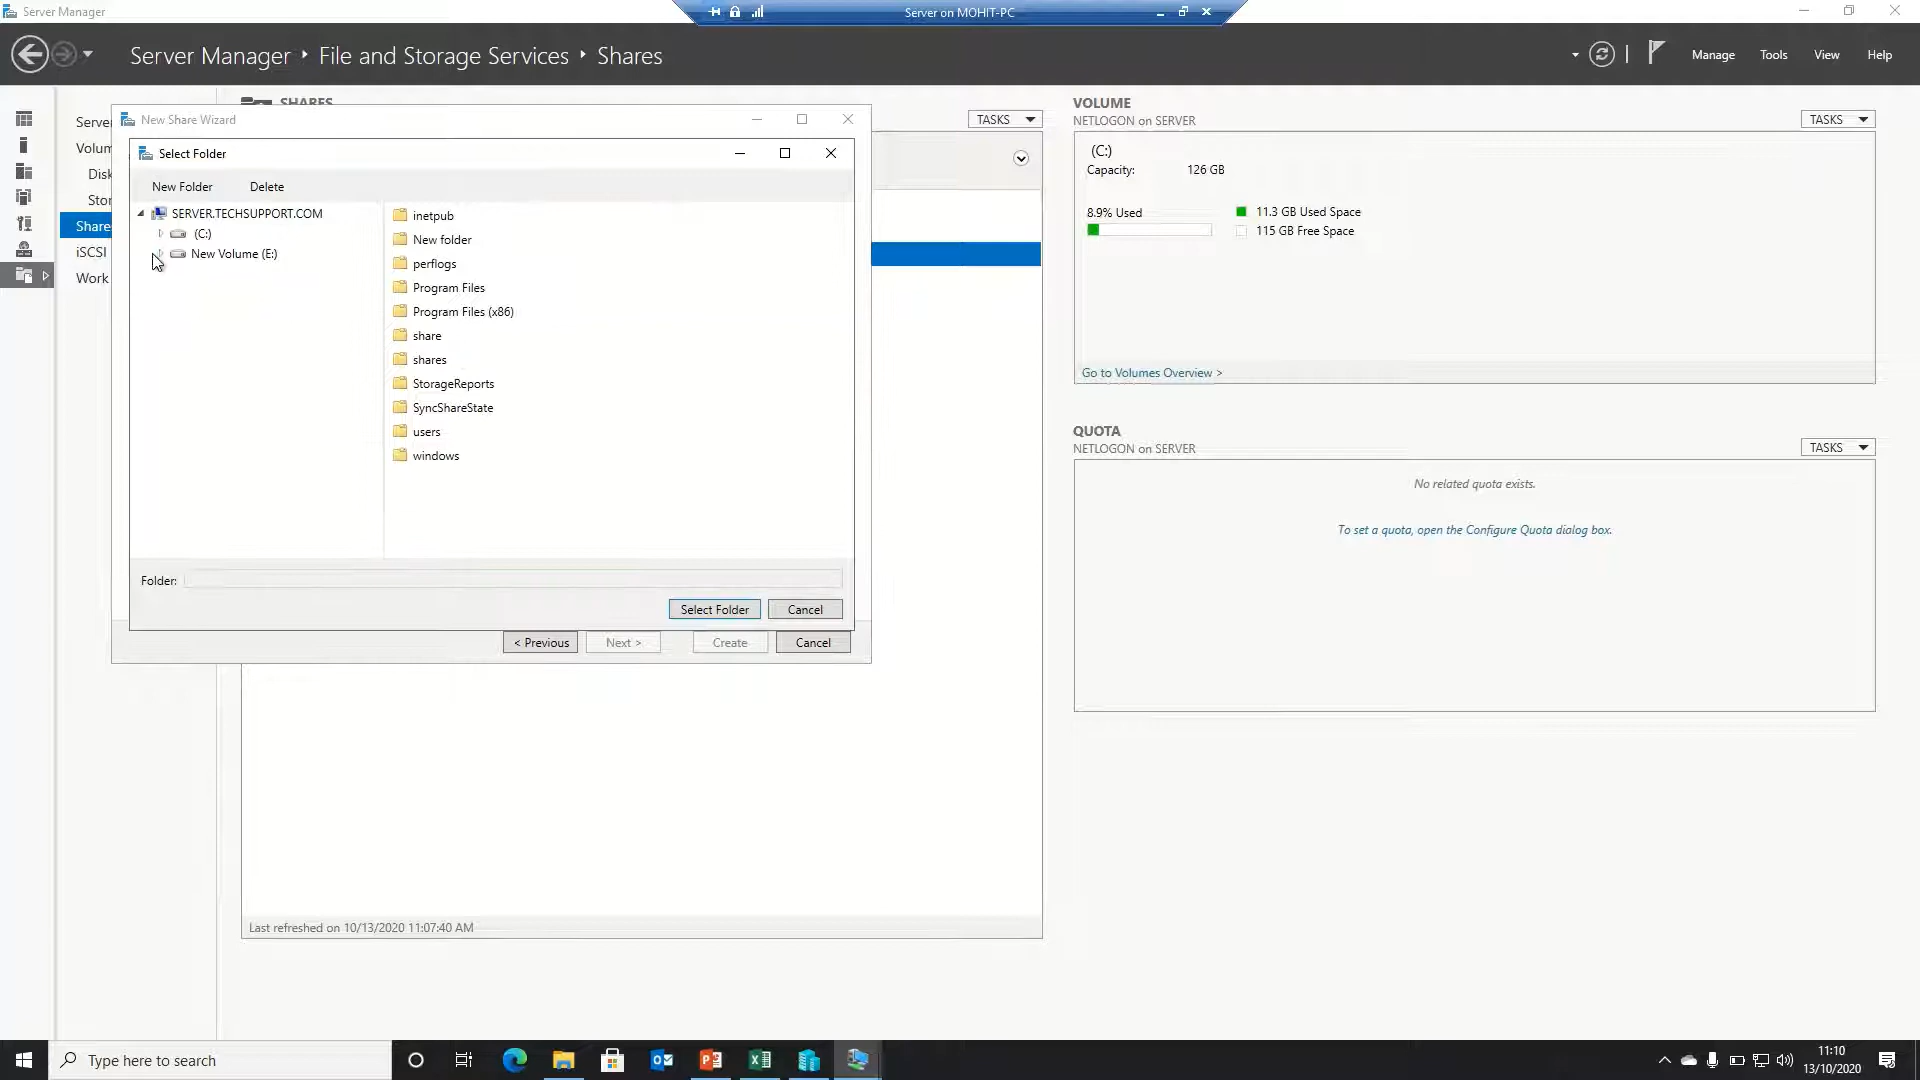 Server Manager
Server on MOHIT-PC
Server Manager ‣ File and Storage Services ‣ Shares
Manage
Tools
View
Help
Server
Volum
Disk
Stor
Share
iSCSI
Work
SHARES
TASKS
New Share Wizard
Select Folder
New Folder
Delete
SERVER.TECHSUPPORT.COM
(C:)
New Volume (E:)
inetpub
New folder
perflogs
Program Files
Program Files (x86)
share
shares
StorageReports
SyncShareState
users
windows
Folder:
Select Folder
Cancel
< Previous
Next >
Create
Cancel
Last refreshed on 10/13/2020 11:07:40 AM
VOLUME
NETLOGON on SERVER
TASKS
(C:)
Capacity: 126 GB
8.9% Used
11.3 GB Used Space
115 GB Free Space
Go to Volumes Overview >
QUOTA
NETLOGON on SERVER
TASKS
No related quota exists.
To set a quota, open the Configure Quota dialog box.
Type here to search
11:10
13/10/2020